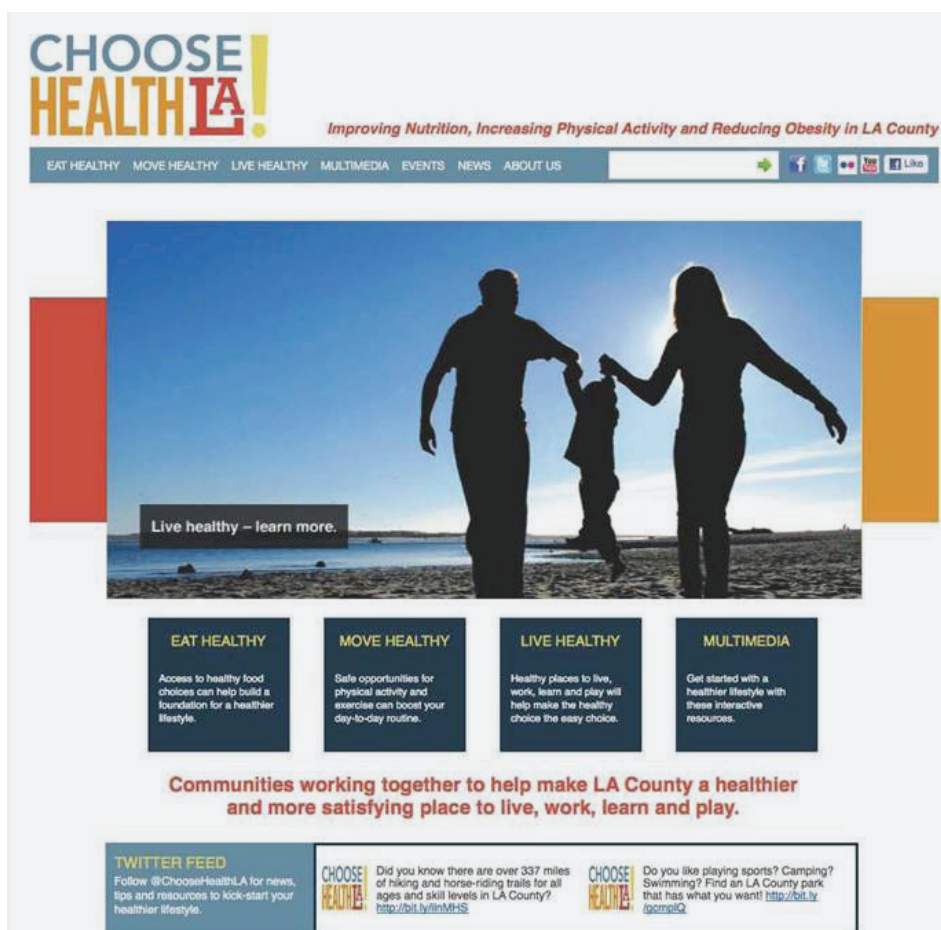 CHOOSE
HEALTHLA!
Improving Nutrition, Increasing Physical Activity and Reducing Obesity in LA County
EAT HEALTHY MOVE HEALTHY LIVE HEALTHY MULTIMEDIA EVENTS NEWS ABOUT US
f t You Tube f Like
Live healthy – learn more.
EAT HEALTHY
Access to healthy food
choices can help build a
foundation for a healthier
lifestyle.
MOVE HEALTHY
Safe opportunities for
physical activity and
exercise can boost your
day-to-day routine.
LIVE HEALTHY
Healthy places to live,
work, learn and play will
help make the healthy
choice the easy choice.
MULTIMEDIA
Get started with a
healthier lifestyle with
these interactive
resources.
Communities working together to help make LA County a healthier
and more satisfying place to live, work, learn and play.
TWITTER FEED
Follow @ChooseHealthLA for news,
tips and resources to kick-start your
healthier lifestyle.
CHOOSE
HEALTHLA!
Did you know there are over 337 miles
of hiking and horse-riding trails for all
ages and skill levels in LA County?
CHOOSE
HEALTHLA!
Do you like playing sports? Camping?
Swimming? Find an LA County park
that has what you want! http://bit.ly